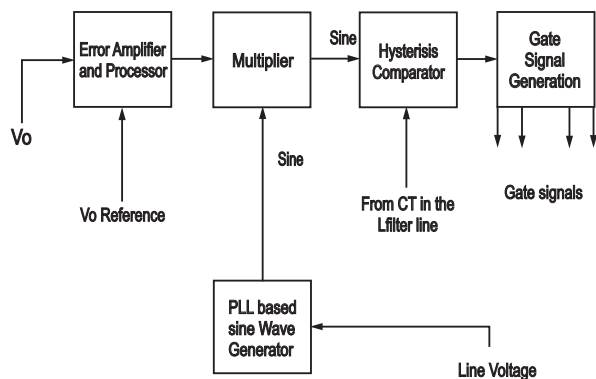 Error Amplifier
and Processor
Multiplier
Sine
Hysterisis
Comparator
Gate
Signal
Generation
Vo
Vo Reference
Sine
From CT in the
Lfilter line
Gate signals
PLL based
sine Wave
Generator
Line Voltage